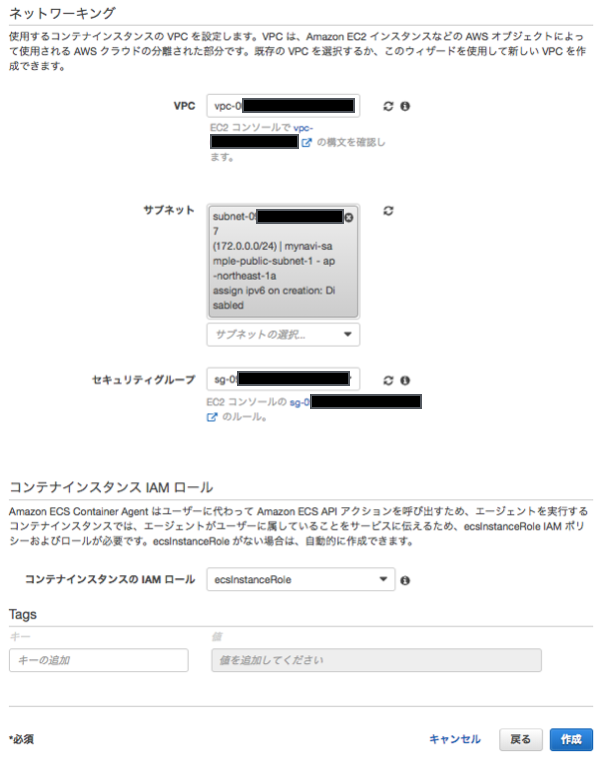 ネットワーキング
使用するコンテナインスタンスの VPC を設定します。VPC は、Amazon EC2 インスタンスなどの AWS オブジェクトによっ
て使用される AWS クラウドの分離された部分です。既存の VPC を選択するか、このウィザードを使用して新しい VPC を作
成できます。
VPC
vpc-0
EC2 コンソールで vpc-
の構文を確認し
ます。
サブネット
subnet-0
7
(172.0.0.0/24) | mynavi-sa
mple-public-subnet-1 - ap
-northeast-1a
assign ipv6 on creation: Di
sabled
サブネットの選択...
セキュリティグループ
sg-0
EC2 コンソールの sg-0
のルール。
コンテナインスタンス IAM ロール
Amazon ECS Container Agent はユーザーに代わって Amazon ECS API アクションを呼び出すため、エージェントを実行する
コンテナインスタンスでは、エージェントがユーザーに属していることをサービスに伝えるため、ecsInstanceRole IAM ポリ
シーおよびロールが必要です。ecsInstanceRole がない場合は、自動的に作成できます。
コンテナインスタンスの IAM ロール
ecsInstanceRole
Tags
キー 値
キーの追加 値を追加してください
*必須 キャンセル 戻る 作成